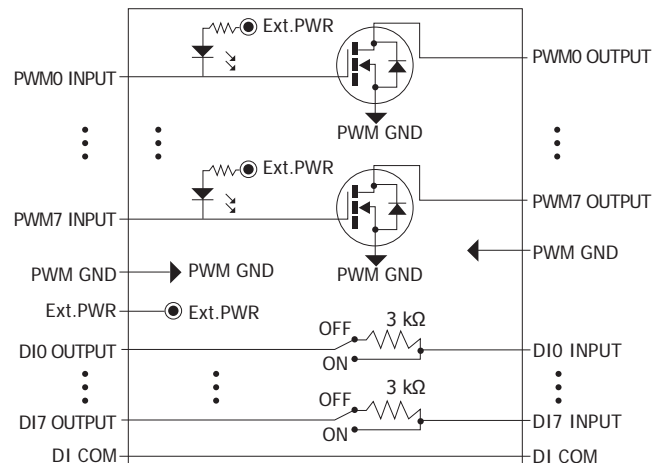 Ext.PWR
PWM0 INPUT
PWM0 OUTPUT
PWM GND
Ext.PWR
PWM7 INPUT
PWM7 OUTPUT
PWM GND
PWM GND
PWM GND
PWM GND
Ext.PWR
Ext.PWR
3 kΩ
OFF
DI0 OUTPUT
DI0 INPUT
ON
3 kΩ
OFF
DI7 OUTPUT
DI7 INPUT
ON
DI COM
DI COM